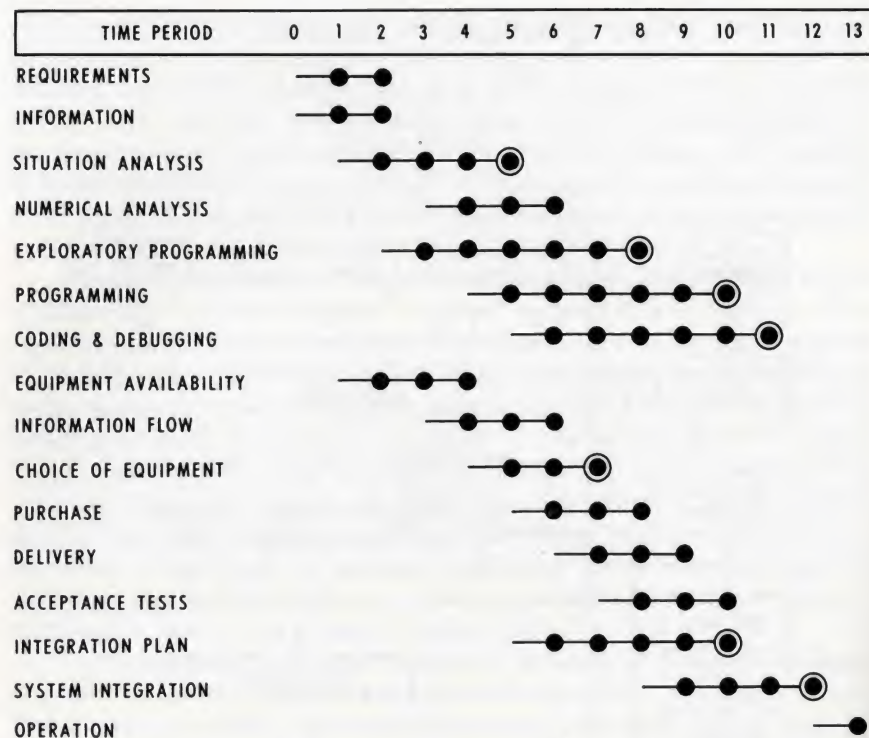 TIME PERIOD 0 1 2 3 4 5 6 7 8 9 10 11 12 13
REQUIREMENTS
INFORMATION
SITUATION ANALYSIS
NUMERICAL ANALYSIS
EXPLORATORY PROGRAMMING
PROGRAMMING
CODING & DEBUGGING
EQUIPMENT AVAILABILITY
INFORMATION FLOW
CHOICE OF EQUIPMENT
PURCHASE
DELIVERY
ACCEPTANCE TESTS
INTEGRATION PLAN
SYSTEM INTEGRATION
OPERATION